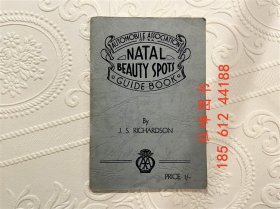 AUTOMOBILE ASSOCIATION
NATAL
BEAUTY SPOTS
GUIDE BOOK
By
J. S. RICHARDSON
AA
PRICE 1/-
185 612 44188